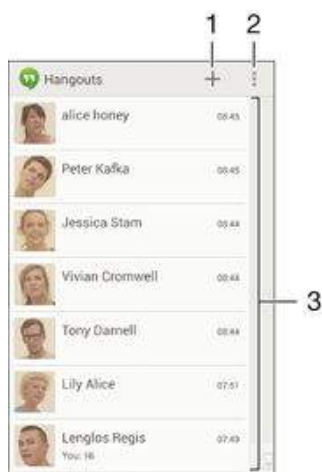 1 2
Hangouts
alice honey 08:45
Peter Kafka 08:45
Jessica Stam 08:44
3
Vivian Cromwell 08:44
Tony Darnell 08:44
Lily Alice 07:51
Lenglos Regis 07:49
You: Hi